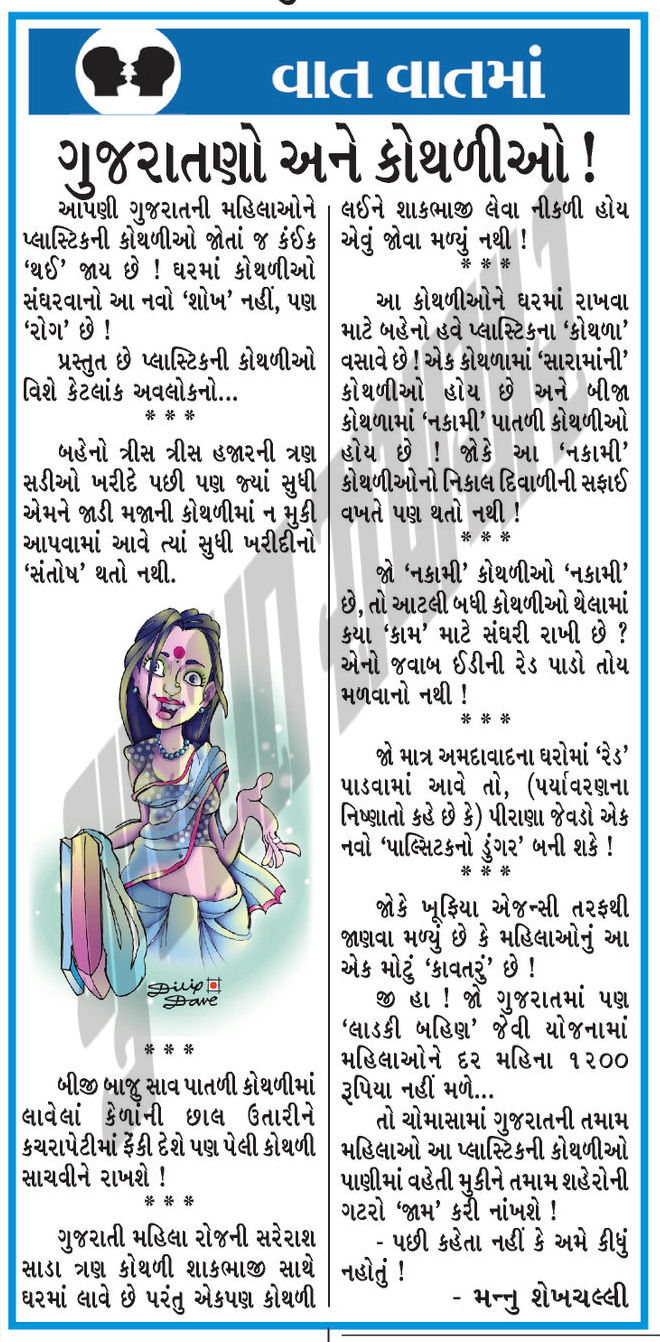 વાત વાતમાં
ગુજરાતણો અને કોથળીઓ !
આપણી ગુજરાતની મહિલાઓને
પ્લાસ્ટિકની કોથળીઓ જોતાં જ કંઈક
‘થઈ’ જાય છે ! ઘરમાં કોથળીઓ
સંઘરવાનો આ નવો ‘શોખ’ નહીં, પણ
‘રોગ’ છે !
પ્રસ્તુત છે પ્લાસ્ટિકની કોથળીઓ
વિશે કેટલાંક અવલોકનો...
* * *
બહેનો ત્રીસ ત્રીસ હજારની ત્રણ
સડીઓ ખરીદે પછી પણ જ્યાં સુધી
એમને જાડી મજાની કોથળીમાં ન મુકી
આપવામાં આવે ત્યાં સુધી ખરીદીનો
‘સંતોષ’ થતો નથી.
Dilip
Dave
* * *
બીજી બાજુ સાવ પાતળી કોથળીમાં
લાવેલાં કેળાંની છાલ ઉતારીને
કચરાપેટીમાં ફેંકી દેશે પણ પેલી કોથળી
સાચવીને રાખશે !
* * *
ગુજરાતી મહિલા રોજની સરેરાશ
સાડા ત્રણ કોથળી શાકભાજી સાથે
ઘરમાં લાવે છે પરંતુ એકપણ કોથળી
લઈને શાકભાજી લેવા નીકળી હોય
એવું જોવા મળ્યું નથી !
* * *
આ કોથળીઓને ઘરમાં રાખવા
માટે બહેનો હવે પ્લાસ્ટિકના ‘કોથળા’
વસાવે છે ! એક કોથળામાં ‘સારામાંની’
કોથળીઓ હોય છે અને બીજા
કોથળામાં ‘નકામી’ પાતળી કોથળીઓ
હોય છે ! જોકે આ ‘નકામી’
કોથળીઓનો નિકાલ દિવાળીની સફાઈ
વખતે પણ થતો નથી !
* * *
જો ‘નકામી’ કોથળીઓ ‘નકામી’
છે, તો આટલી બધી કોથળીઓ થેલામાં
કયા ‘કામ’ માટે સંઘરી રાખી છે ?
એનો જવાબ ઈડીની રેડ પાડો તોય
મળવાનો નથી !
* * *
જો માત્ર અમદાવાદના ઘરોમાં ‘રેડ’
પાડવામાં આવે તો, (પર્યાવરણના
નિષ્ણાતો કહે છે કે) પીરાણા જેવડો એક
નવો ‘પાલ્સિટકનો ડુંગર’ બની શકે !
* * *
જોકે ખૂફિયા એજન્સી તરફથી
જાણવા મળ્યું છે કે મહિલાઓનું આ
એક મોટું ‘કાવતરું’ છે !
જી હા ! જો ગુજરાતમાં પણ
‘લાડકી બહિણ’ જેવી યોજનામાં
મહિલાઓને દર મહિના ૧૨૦૦
રૂપિયા નહીં મળે...
તો ચોમાસામાં ગુજરાતની તમામ
મહિલાઓ આ પ્લાસ્ટિકની કોથળીઓ
પાણીમાં વહેતી મુકીને તમામ શહેરોની
ગટરો ‘જામ’ કરી નાંખશે !
- પછી કહેતા નહીં કે અમે કીધું
નહોતું !
- મન્નુ શેખચલ્લી